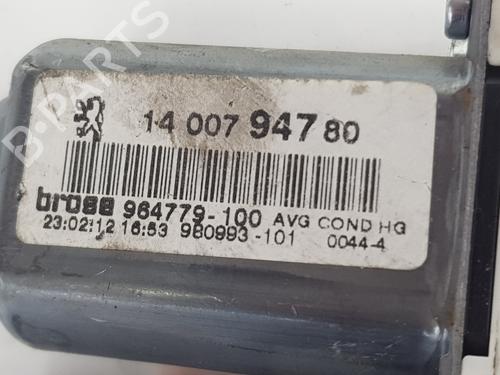 B-PARTS
14 007 947 80
brose 964779-100 AVG COND HG
23.02.12 16:53 980993-101 0044-4